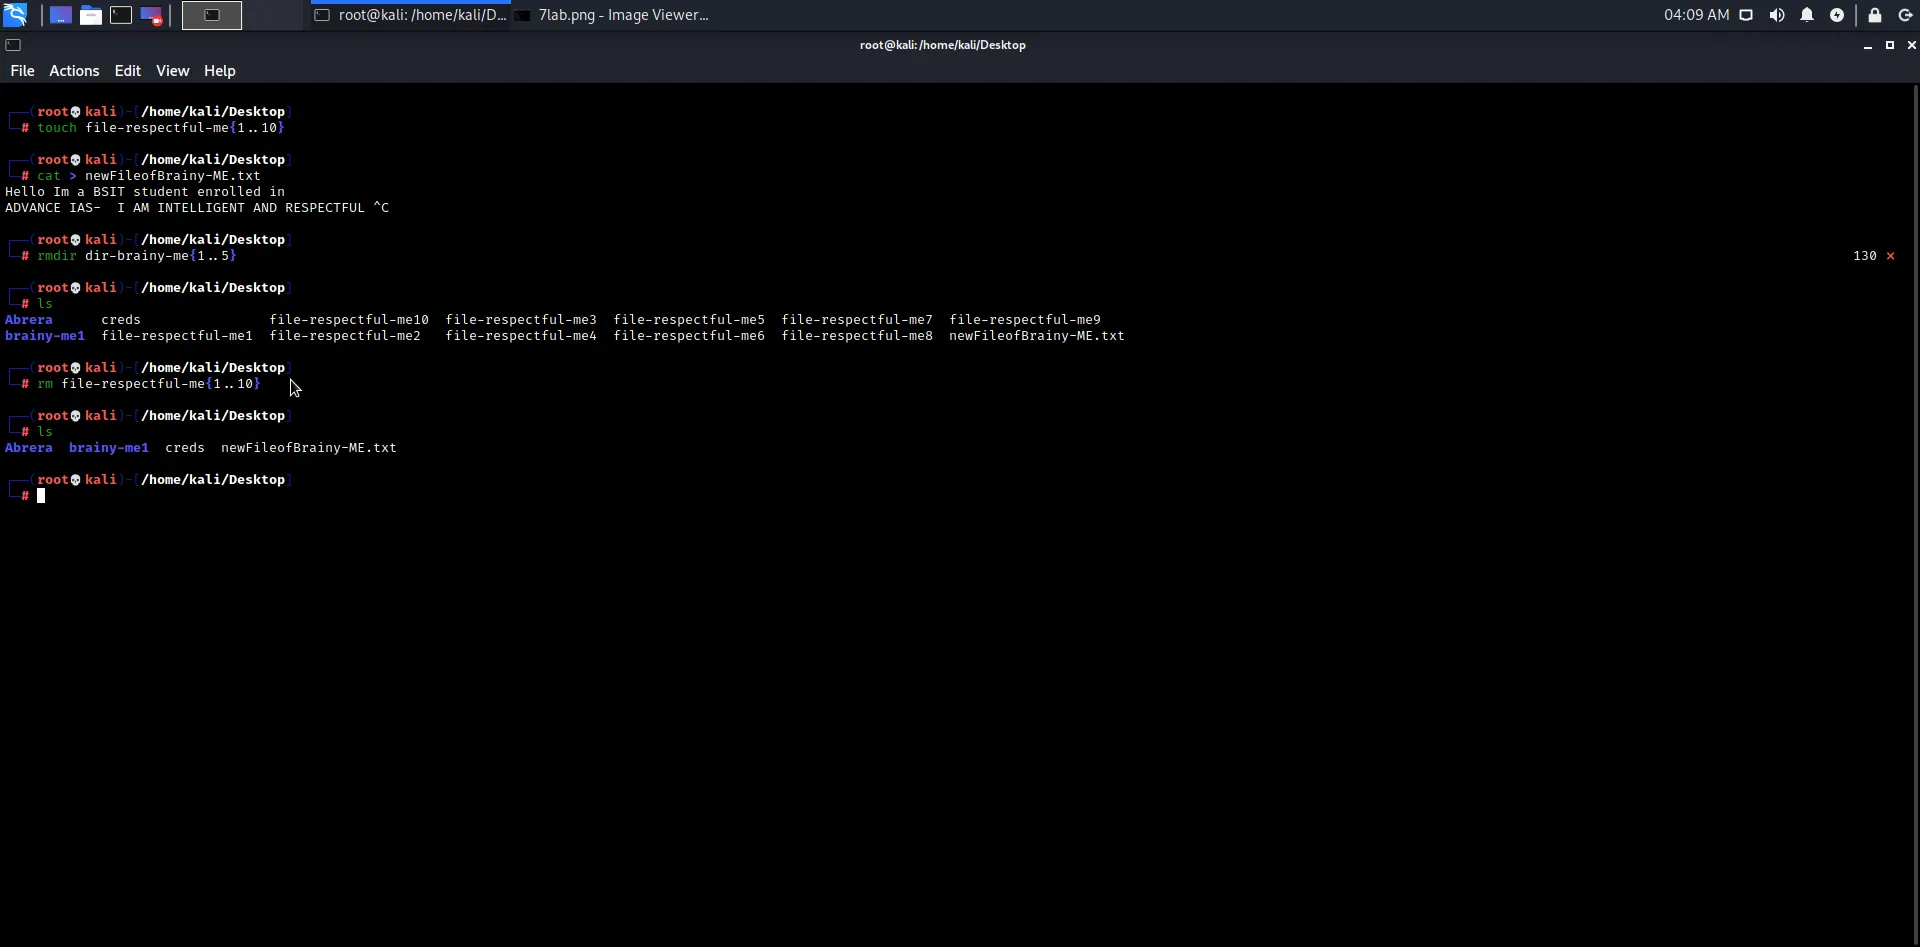 root@kali: /home/kali/D...
7lab.png - Image Viewer...
04:09 AM
root@kali:/home/kali/Desktop
File Actions Edit View Help
┌──(root💀kali)-[/home/kali/Desktop]
└─# touch file-respectful-me{1..10}
┌──(root💀kali)-[/home/kali/Desktop]
└─# cat > newFileofBrainy-ME.txt
Hello Im a BSIT student enrolled in
ADVANCE IAS-  I AM INTELLIGENT AND RESPECTFUL ^C
┌──(root💀kali)-[/home/kali/Desktop]
└─# rmdir dir-brainy-me{1..5} 130 ⨯
┌──(root💀kali)-[/home/kali/Desktop]
└─# ls
Abrera      creds                file-respectful-me10  file-respectful-me3  file-respectful-me5  file-respectful-me7  file-respectful-me9
brainy-me1  file-respectful-me1  file-respectful-me2   file-respectful-me4  file-respectful-me6  file-respectful-me8  newFileofBrainy-ME.txt
┌──(root💀kali)-[/home/kali/Desktop]
└─# rm file-respectful-me{1..10}
┌──(root💀kali)-[/home/kali/Desktop]
└─# ls
Abrera  brainy-me1  creds  newFileofBrainy-ME.txt
┌──(root💀kali)-[/home/kali/Desktop]
└─#